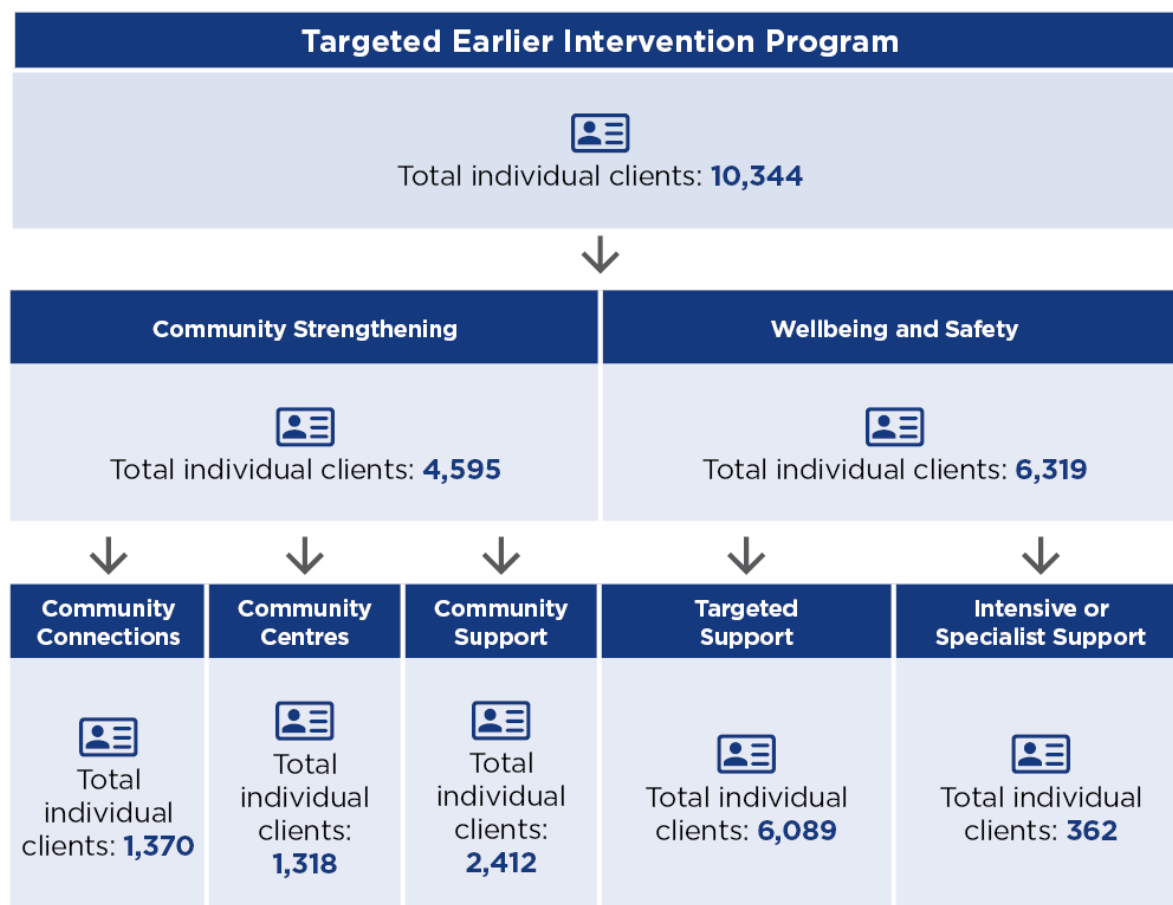 Targeted Earlier Intervention Program
Total individual clients: 10,344
Community Strengthening
Total individual clients: 4,595
Wellbeing and Safety
Total individual clients: 6,319
Community
Connections
Total
individual
clients: 1,370
Community
Centres
Total
individual
clients:
1,318
Community
Support
Total
individual
clients:
2,412
Targeted
Support
Total individual
clients: 6,089
Intensive or
Specialist Support
Total individual
clients: 362